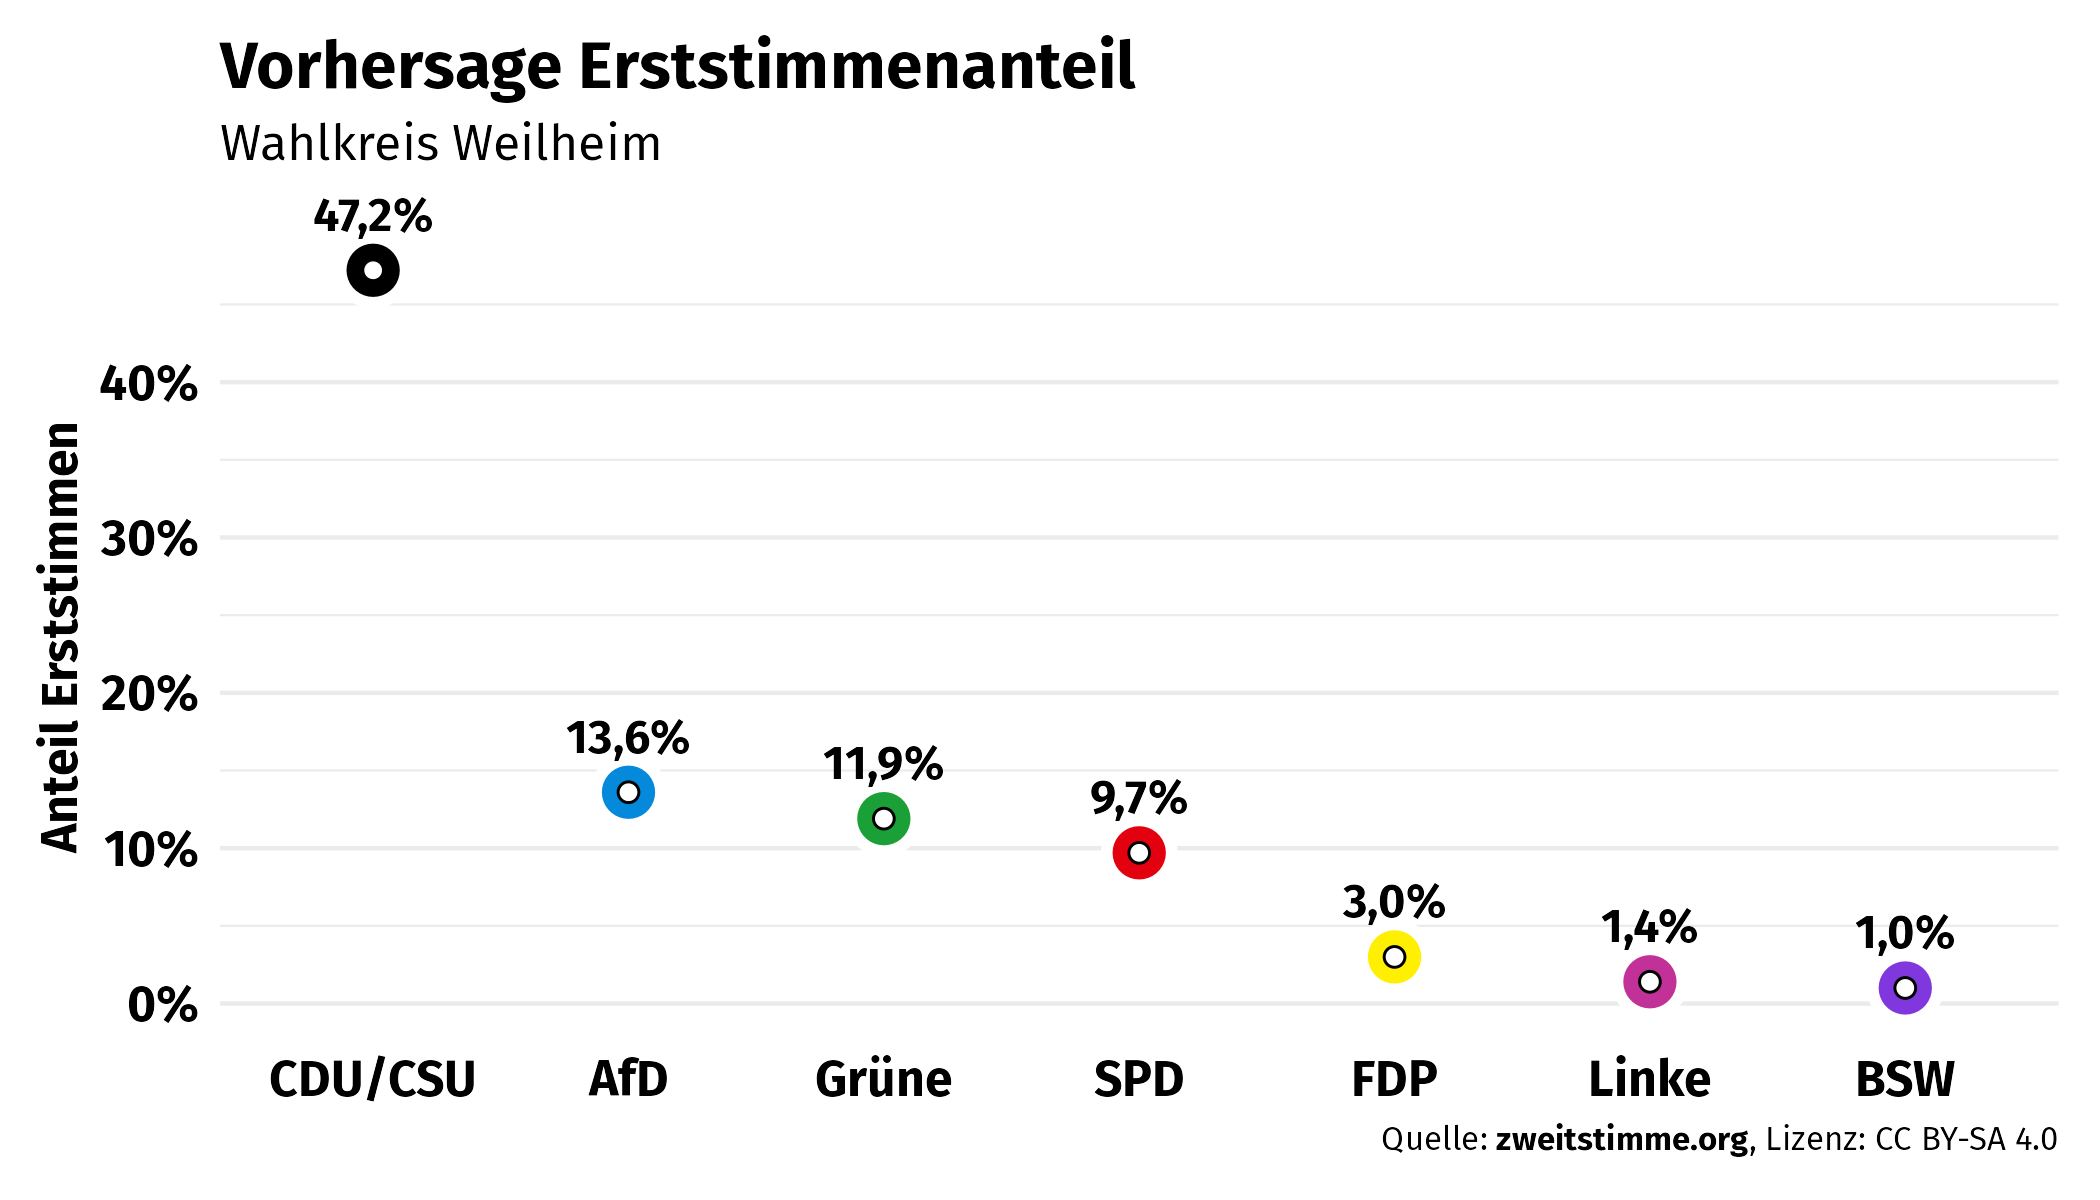 Vorhersage Erststimmenanteil
Wahlkreis Weilheim
Anteil Erststimmen
40%
30%
20%
10%
0%
47,2%
13,6%
11,9%
9,7%
3,0%
1,4%
1,0%
CDU/CSU AfD Grüne SPD FDP Linke BSW
Quelle: zweitstimme.org, Lizenz: CC BY-SA 4.0